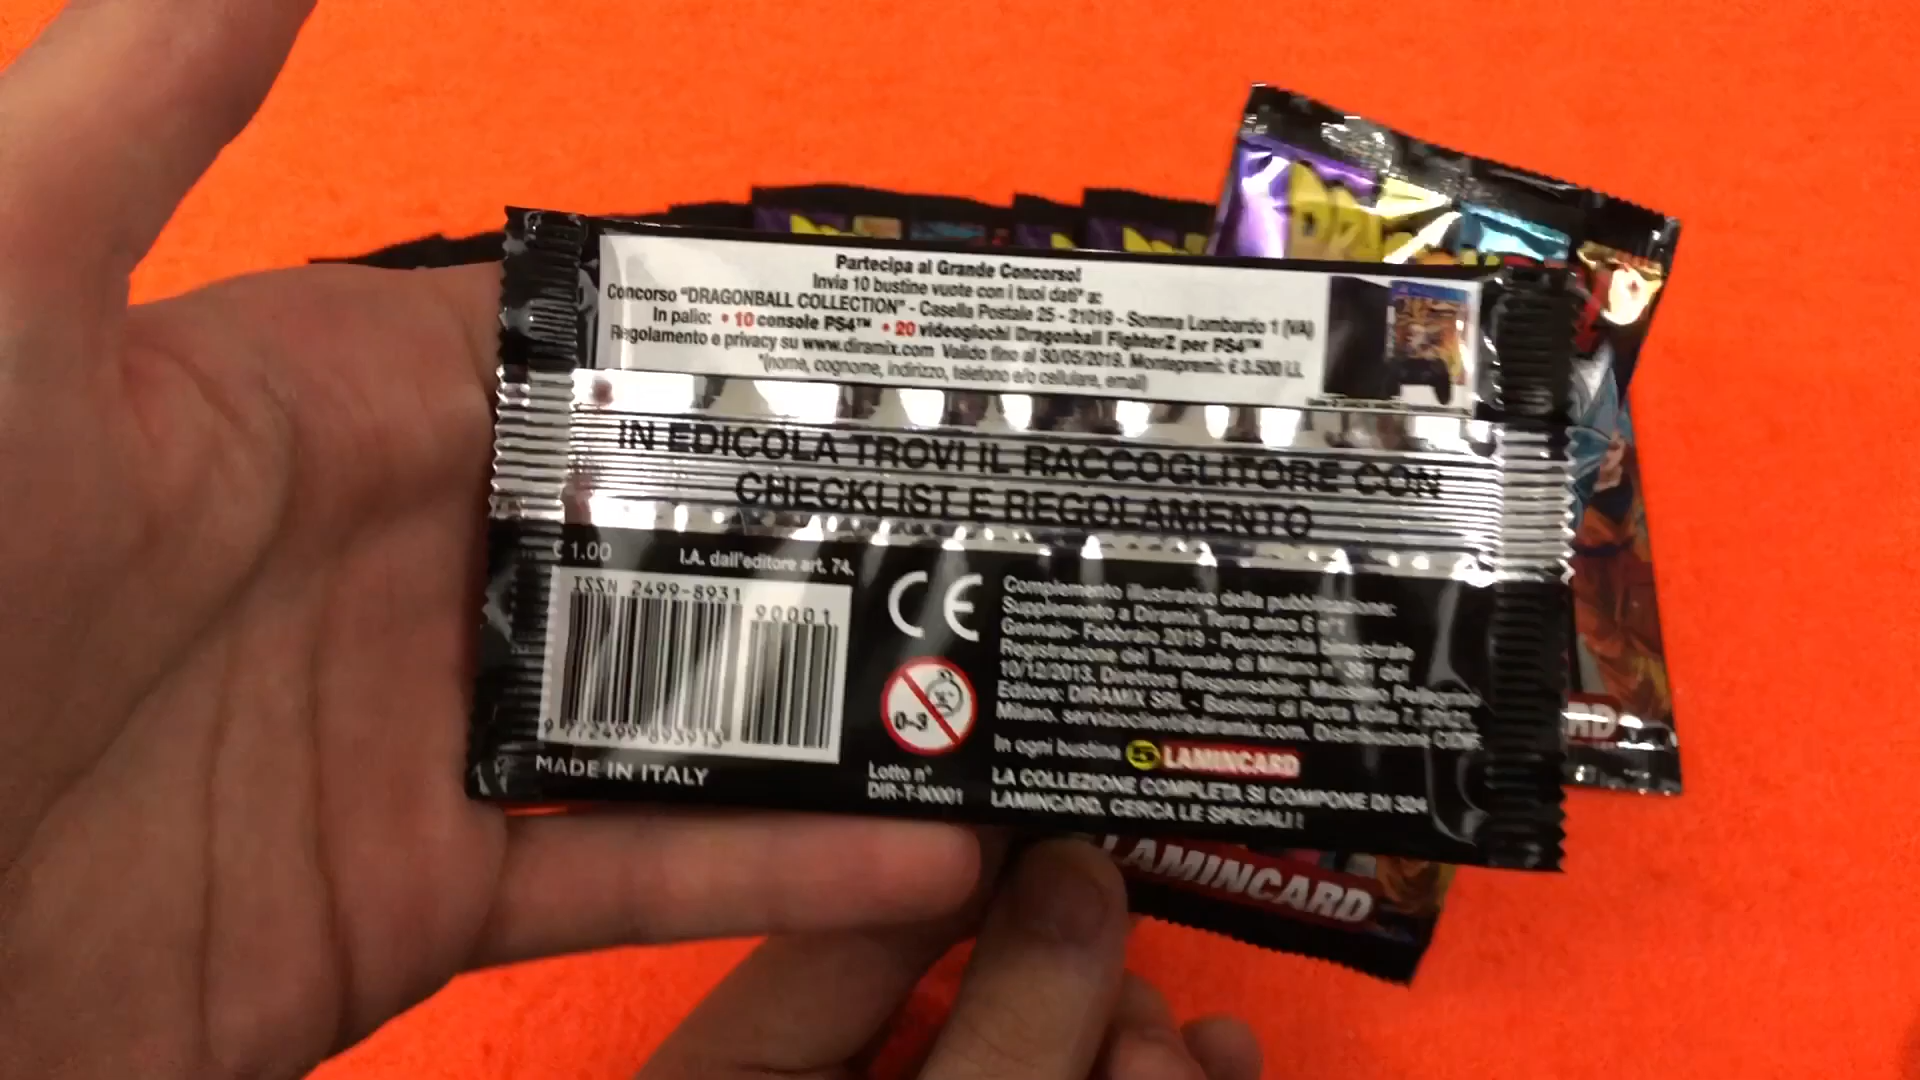 Partecipa al Grande Concorso!
Invia 10 bustine vuote con i tuoi dati* a:
Concorso "DRAGONBALL COLLECTION" - Casella Postale 25 - 21019 - Somma Lombardo 1 (VA)
In palio: • 10 console PS4™ • 20 videogiochi Dragonball FighterZ per PS4™
Regolamento e privacy su www.diramix.com Valido fino al 30/05/2019. Montepremi: € 3.500 I.I.
*(nome, cognome, indirizzo, telefono e/o cellulare, email)
IN EDICOLA TROVI IL RACCOGLITORE CON
CHECKLIST E REGOLAMENTO
€ 1.00
I.A. dall'editore art. 74.
ISSN 2499-8931
90001
9 772499 893913
MADE IN ITALY
CE
0-3
Lotto n°
DIR-T-90001
Complemento illustrativo della pubblicazione:
Supplemento a Diramix Terra anno 6 n°1
Gennaio- Febbraio 2019 - Periodicità bimestrale
Registrazione del Tribunale di Milano n. 391 del
10/12/2013. Direttore Responsabile: Massimo Pellegrino
Editore: DIRAMIX SRL - Bastioni di Porta Volta 7, 20121,
Milano. servizioclienti@diramix.com. Distribuzione
In ogni bustina 5 LAMINCARD
LA COLLEZIONE COMPLETA SI COMPONE DI 324
LAMINCARD. CERCA LE SPECIALI !
LAMINCARD
RD